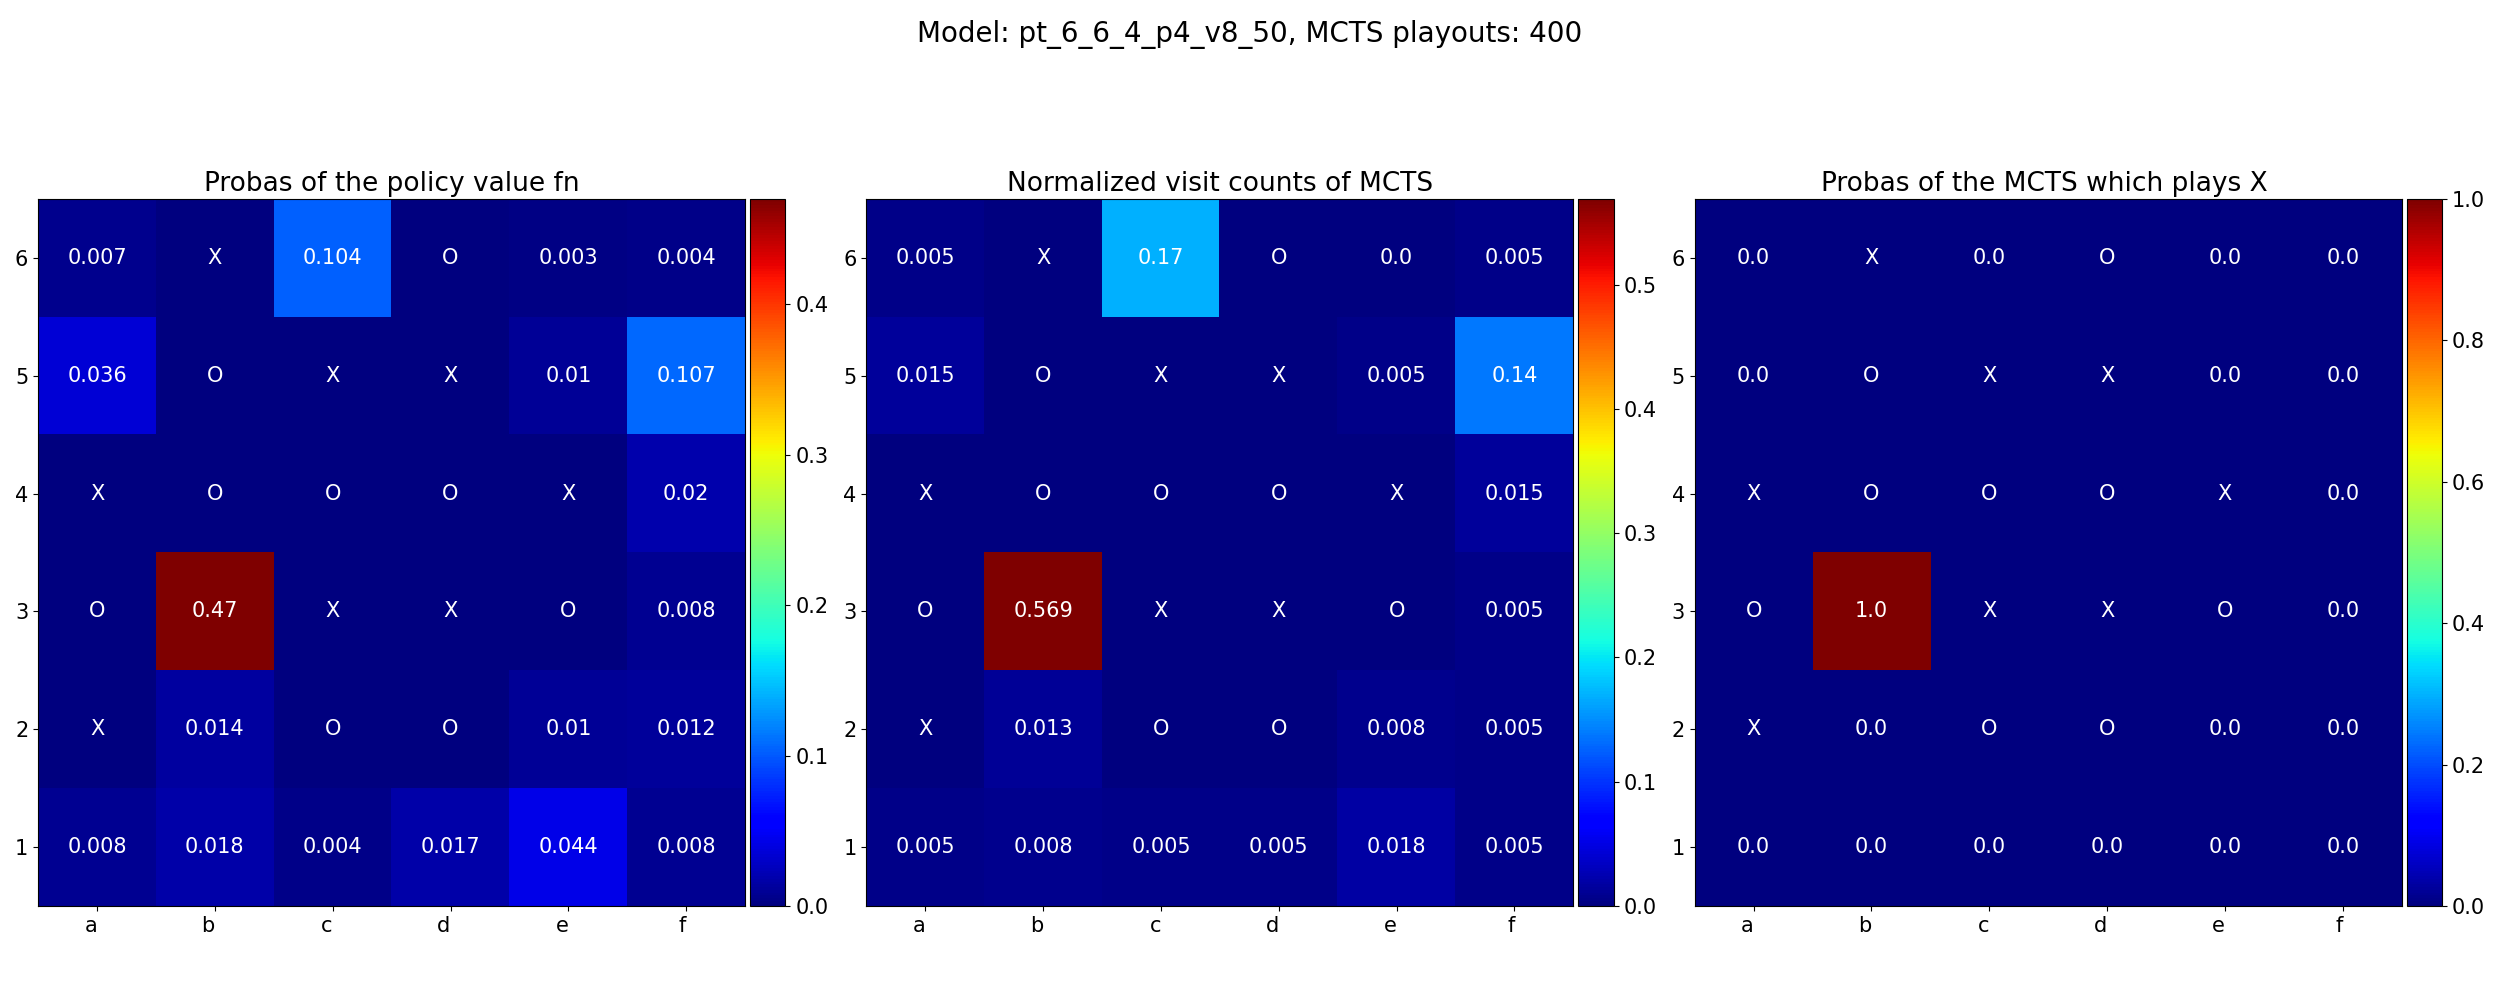 Model: pt_6_6_4_p4_v8_50, MCTS playouts: 400
Probas of the policy value fn
6 0.007 X 0.104 O 0.003 0.004
5 0.036 O X X 0.01 0.107
4 X O O O X 0.02
3 O 0.47 X X O 0.008
2 X 0.014 O O 0.01 0.012
1 0.008 0.018 0.004 0.017 0.044 0.008
a b c d e f
0.4
0.3
0.2
0.1
0.0
Normalized visit counts of MCTS
6 0.005 X 0.17 O 0.0 0.005
5 0.015 O X X 0.005 0.14
4 X O O O X 0.015
3 O 0.569 X X O 0.005
2 X 0.013 O O 0.008 0.005
1 0.005 0.008 0.005 0.005 0.018 0.005
a b c d e f
0.5
0.4
0.3
0.2
0.1
0.0
Probas of the MCTS which plays X
6 0.0 X 0.0 O 0.0 0.0
5 0.0 O X X 0.0 0.0
4 X O O O X 0.0
3 O 1.0 X X O 0.0
2 X 0.0 O O 0.0 0.0
1 0.0 0.0 0.0 0.0 0.0 0.0
a b c d e f
1.0
0.8
0.6
0.4
0.2
0.0